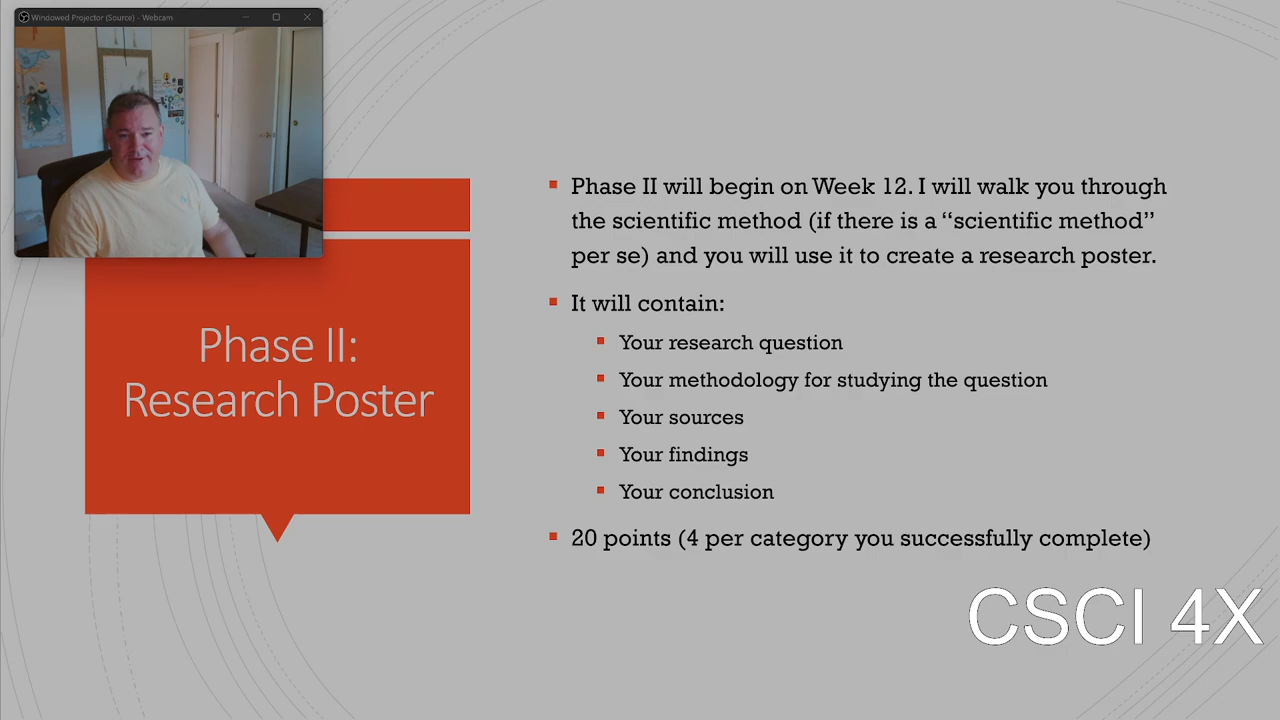 Windowed Projector (Source) - Webcam
Phase II:
Research Poster
Phase II will begin on Week 12. I will walk you through
the scientific method (if there is a “scientific method”
per se) and you will use it to create a research poster.
It will contain:
Your research question
Your methodology for studying the question
Your sources
Your findings
Your conclusion
20 points (4 per category you successfully complete)
CSCI 4X